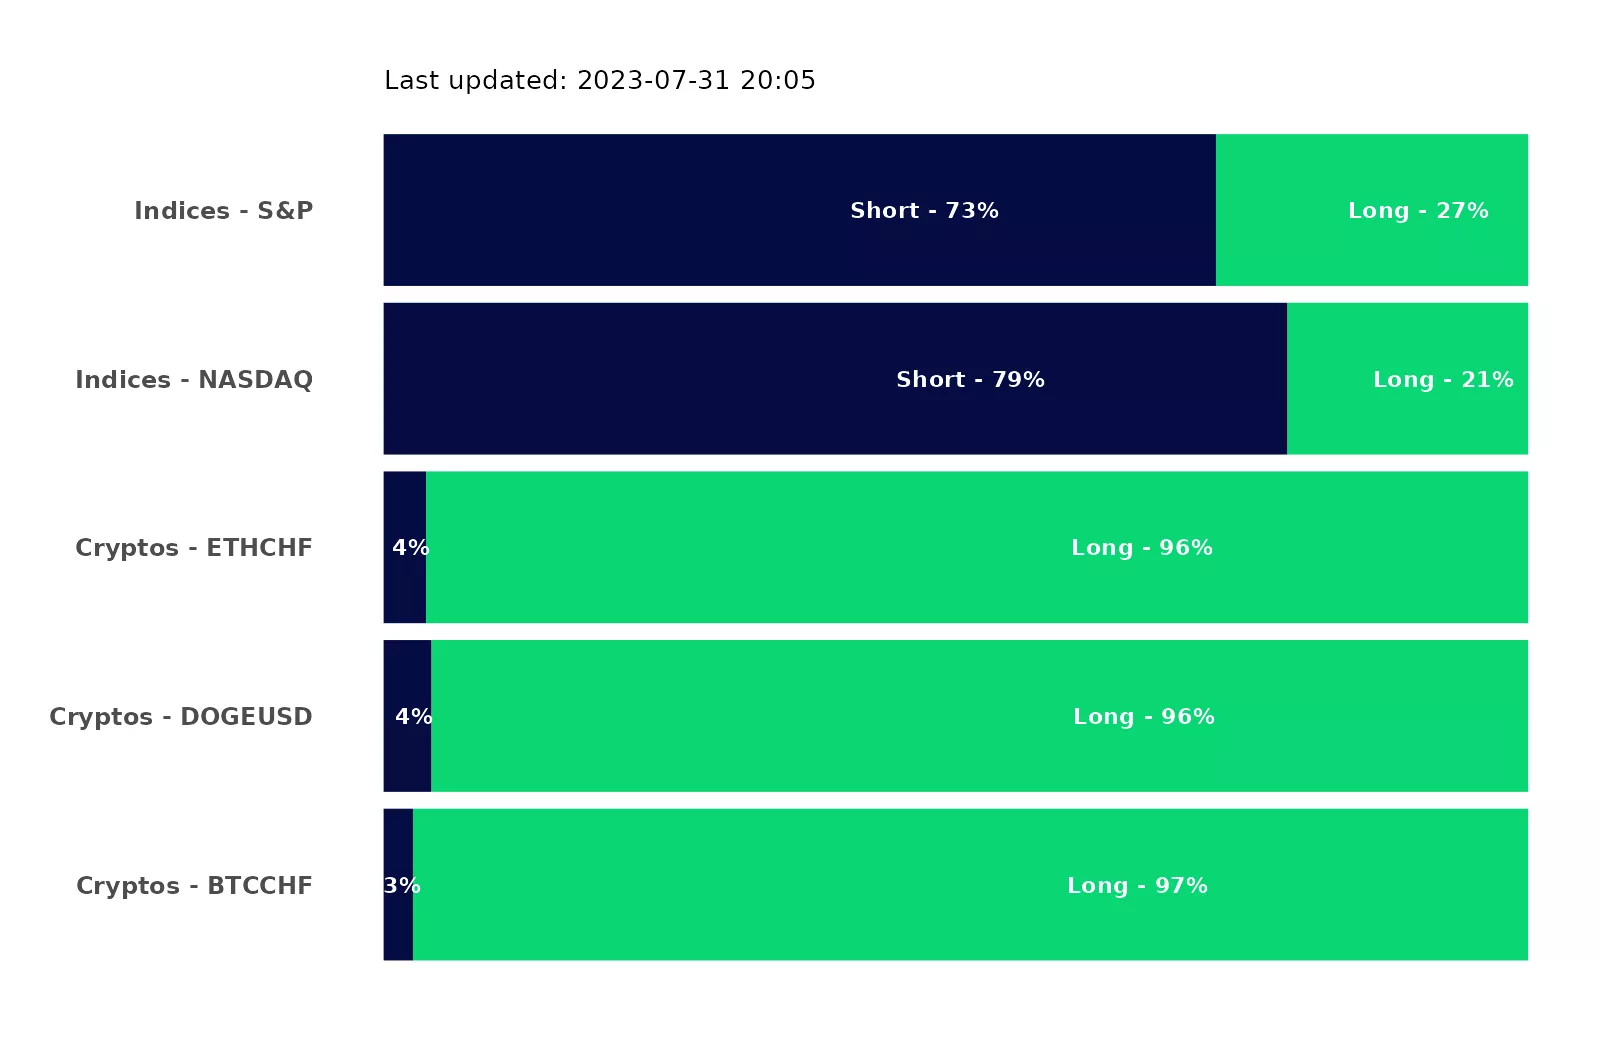 Last updated: 2023-07-31 20:05
Indices - S&P Short - 73% Long - 27%
Indices - NASDAQ Short - 79% Long - 21%
Cryptos - ETHCHF 4% Long - 96%
Cryptos - DOGEUSD 4% Long - 96%
Cryptos - BTCCHF 3% Long - 97%